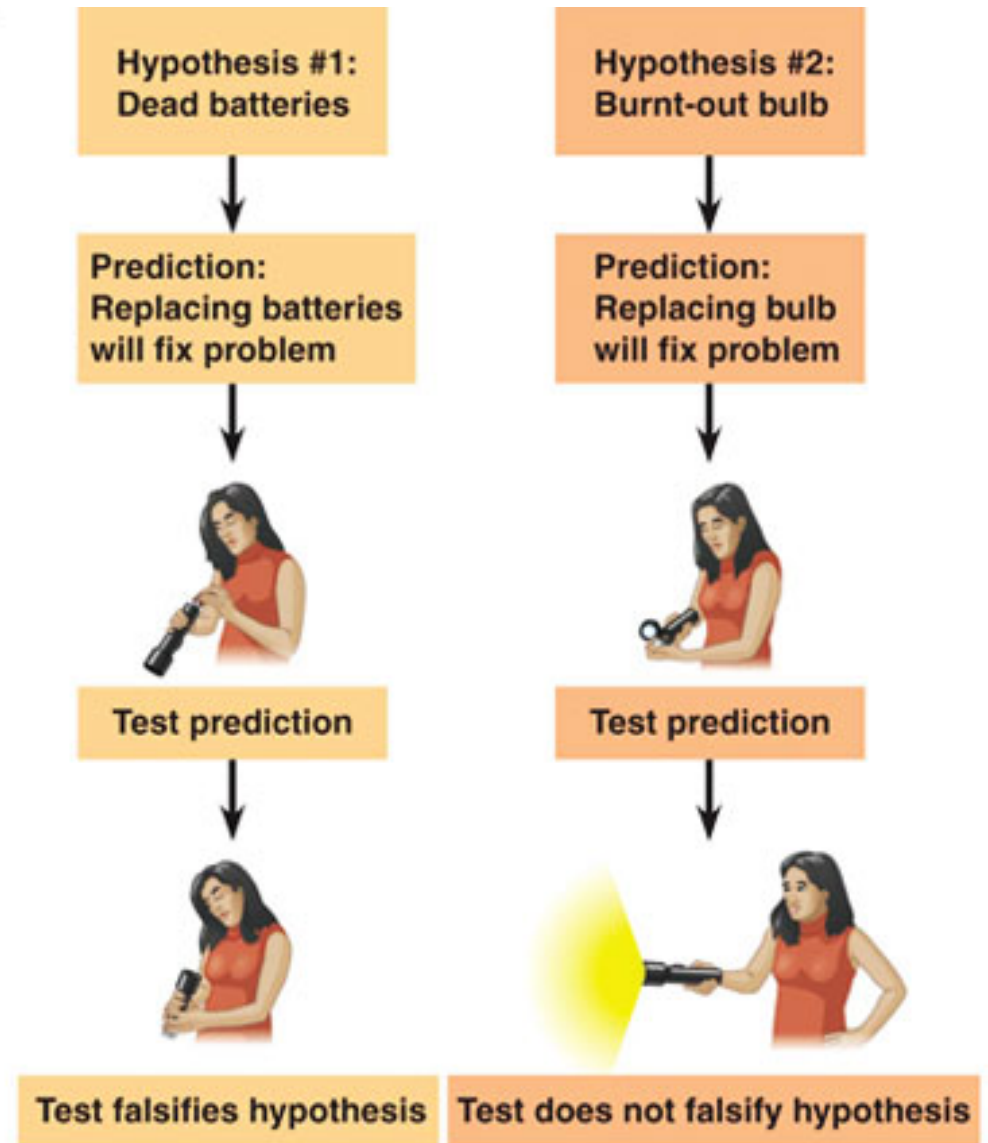 Hypothesis #1:
Dead batteries
Prediction:
Replacing batteries
will fix problem
Test prediction
Test falsifies hypothesis
Hypothesis #2:
Burnt-out bulb
Prediction:
Replacing bulb
will fix problem
Test prediction
Test does not falsify hypothesis